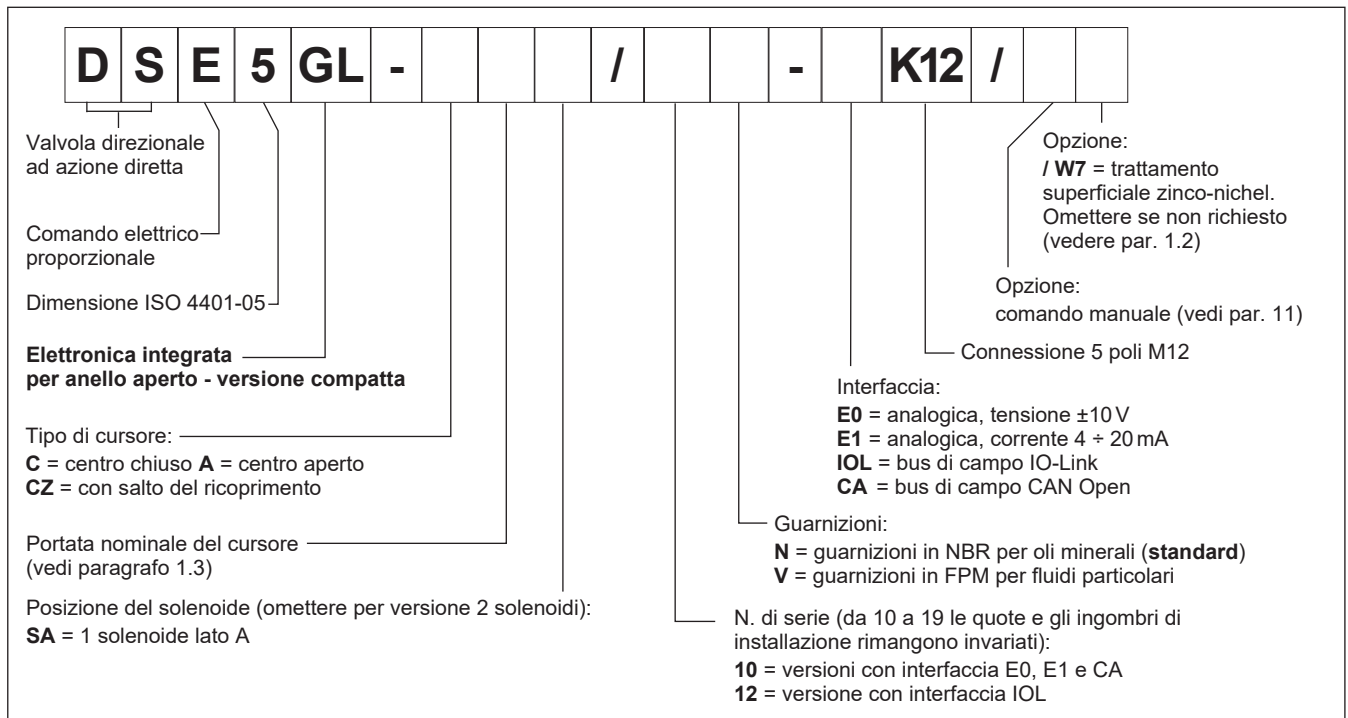 D S E 5 GL - / - K12 /
Valvola direzionale
ad azione diretta
Comando elettrico
proporzionale
Dimensione ISO 4401-05
Elettronica integrata
per anello aperto - versione compatta
Tipo di cursore:
C = centro chiuso A = centro aperto
CZ = con salto del ricoprimento
Portata nominale del cursore
(vedi paragrafo 1.3)
Posizione del solenoide (omettere per versione 2 solenoidi):
SA = 1 solenoide lato A
Opzione:
/ W7 = trattamento
superficiale zinco-nichel.
Omettere se non richiesto
(vedere par. 1.2)
Opzione:
comando manuale (vedi par. 11)
Connessione 5 poli M12
Interfaccia:
E0 = analogica, tensione ±10 V
E1 = analogica, corrente 4 ÷ 20 mA
IOL = bus di campo IO-Link
CA = bus di campo CAN Open
Guarnizioni:
N = guarnizioni in NBR per oli minerali (standard)
V = guarnizioni in FPM per fluidi particolari
N. di serie (da 10 a 19 le quote e gli ingombri di
installazione rimangono invariati):
10 = versioni con interfaccia E0, E1 e CA
12 = versione con interfaccia IOL